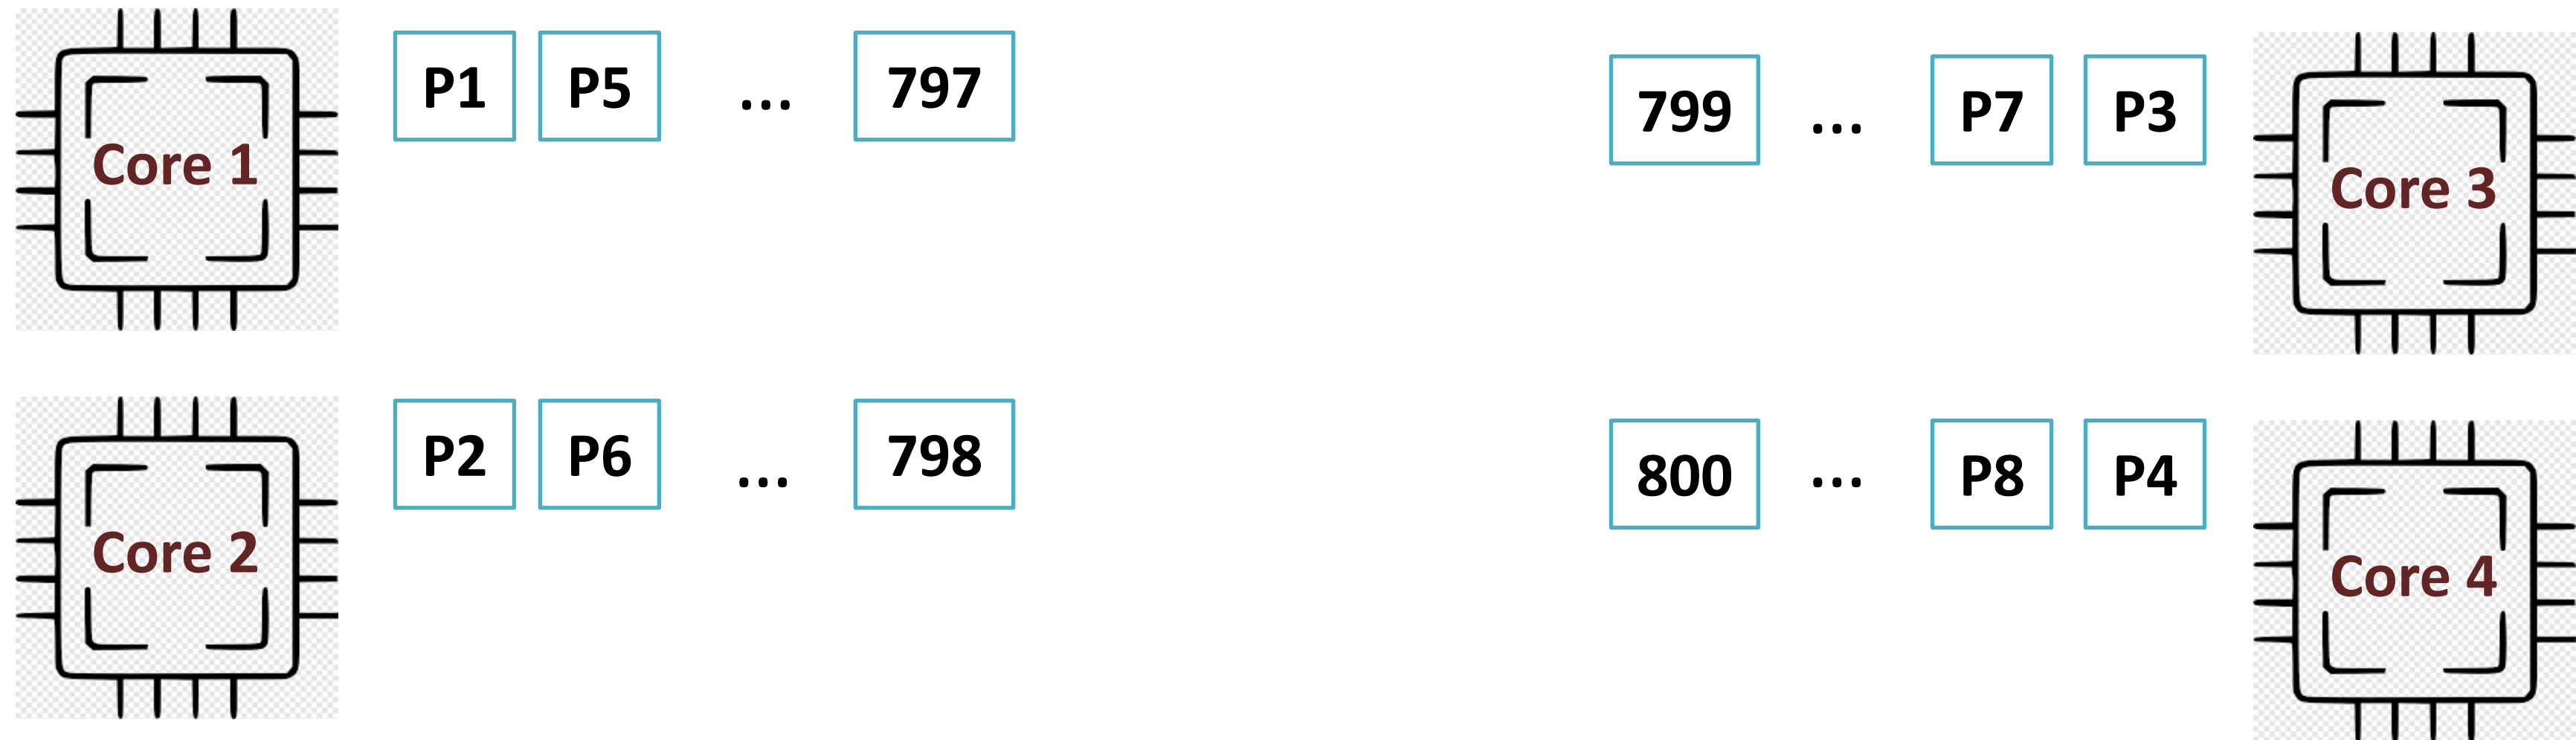 P1 P5 ... 797
Core 1
799 ... P7 P3
Core 3
P2 P6 ... 798
Core 2
800 ... P8 P4
Core 4